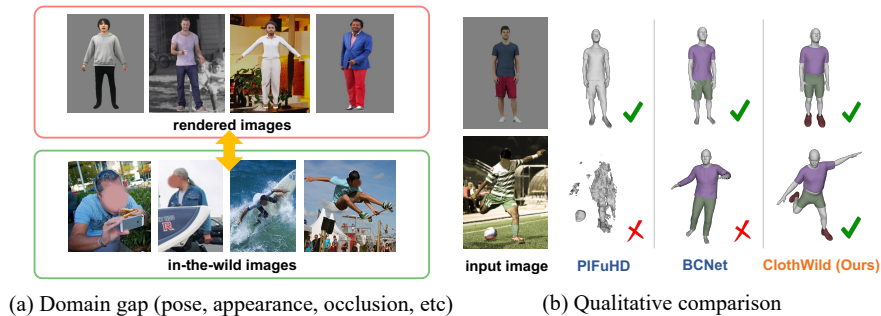 rendered images
in-the-wild images
R
input image
PIFuHD
BCNet
ClothWild (Ours)
(a) Domain gap (pose, appearance, occlusion, etc)
(b) Qualitative comparison